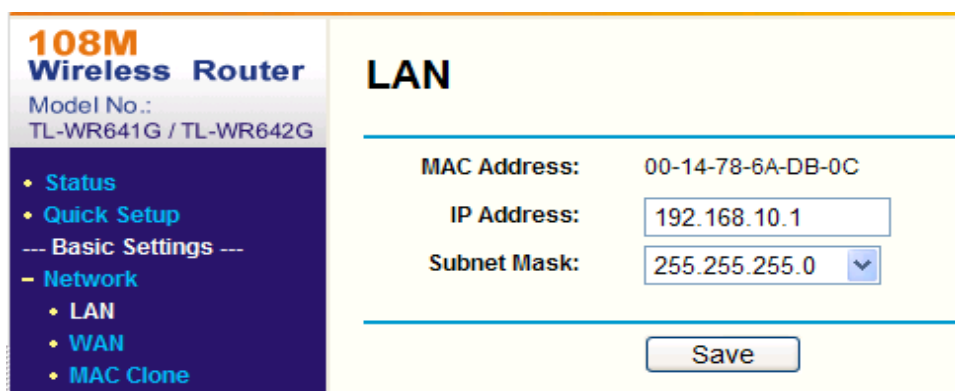 108M
Wireless Router
Model No.:
TL-WR641G / TL-WR642G
• Status
• Quick Setup
--- Basic Settings ---
– Network
• LAN
• WAN
• MAC Clone
LAN
MAC Address: 00-14-78-6A-DB-0C
IP Address: 192.168.10.1
Subnet Mask: 255.255.255.0
Save